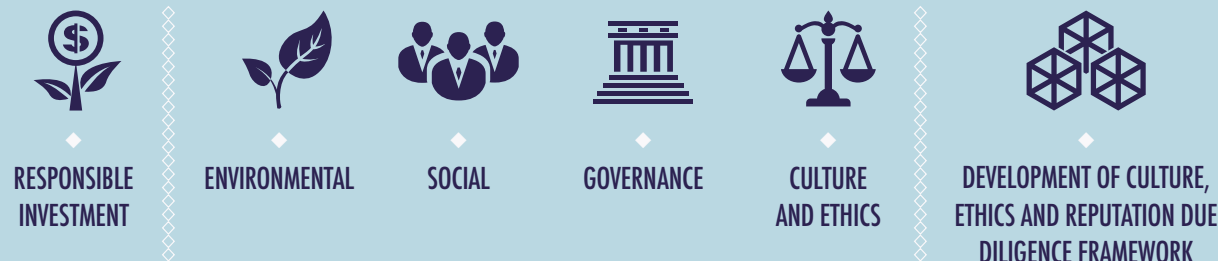 RESPONSIBLE
INVESTMENT
ENVIRONMENTAL
SOCIAL
GOVERNANCE
CULTURE
AND ETHICS
DEVELOPMENT OF CULTURE,
ETHICS AND REPUTATION DUE
DILIGENCE FRAMEWORK